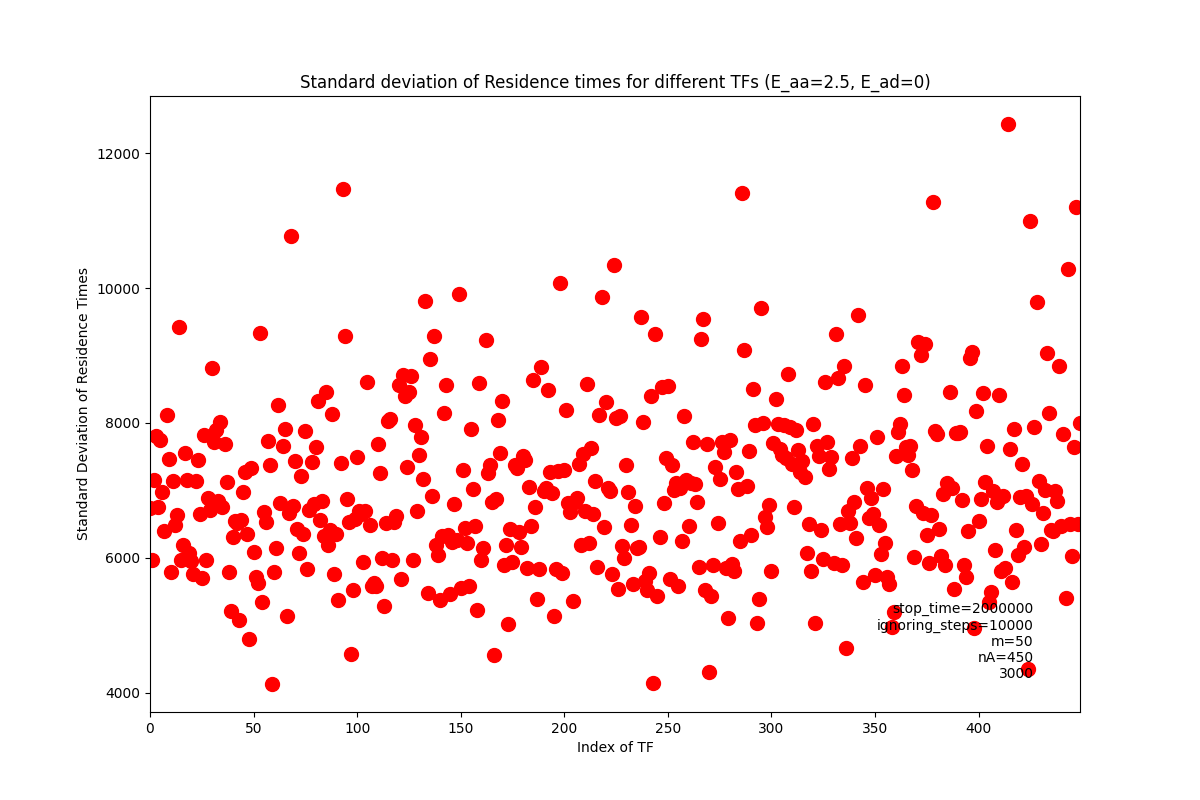 Standard deviation of Residence times for different TFs (E_aa=2.5, E_ad=0)
Standard Deviation of Residence Times
12000
10000
8000
6000
4000
stop_time=2000000
ignoring_steps=10000
m=50
nA=450
3000
0 50 100 150 200 250 300 350 400
Index of TF